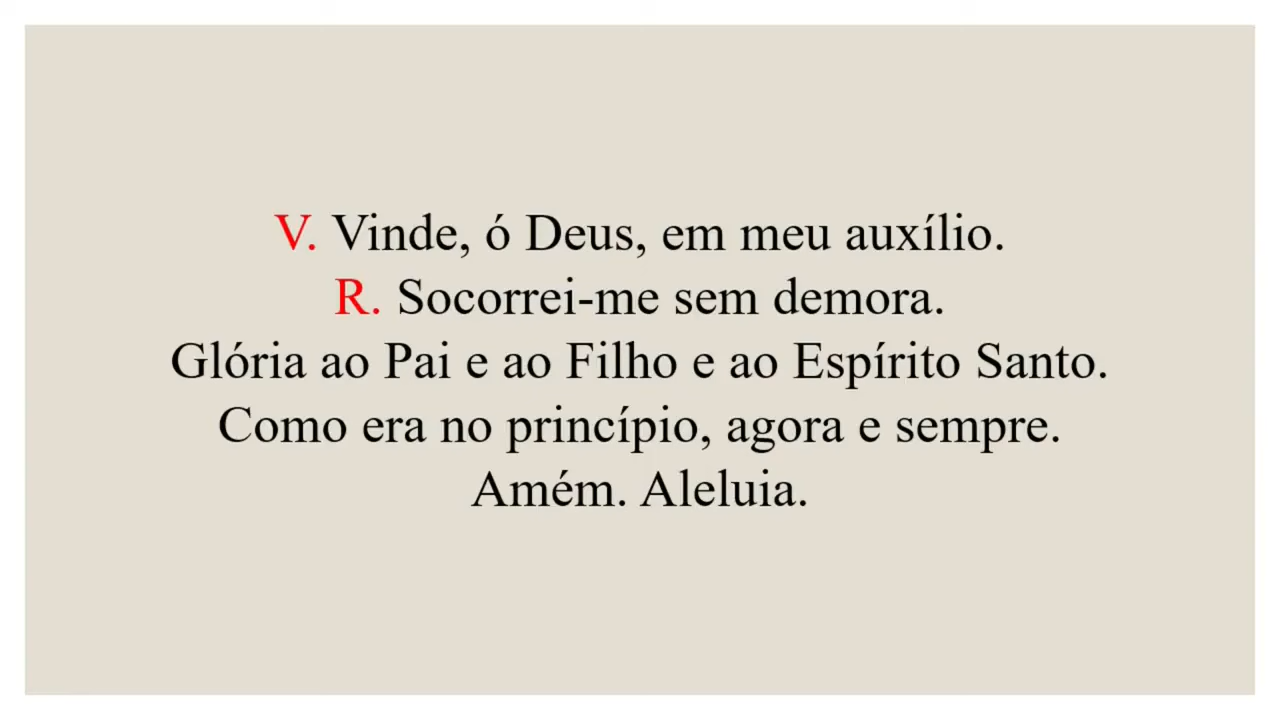 V. Vinde, ó Deus, em meu auxílio.
R. Socorrei-me sem demora.
Glória ao Pai e ao Filho e ao Espírito Santo.
Como era no princípio, agora e sempre.
Amém. Aleluia.